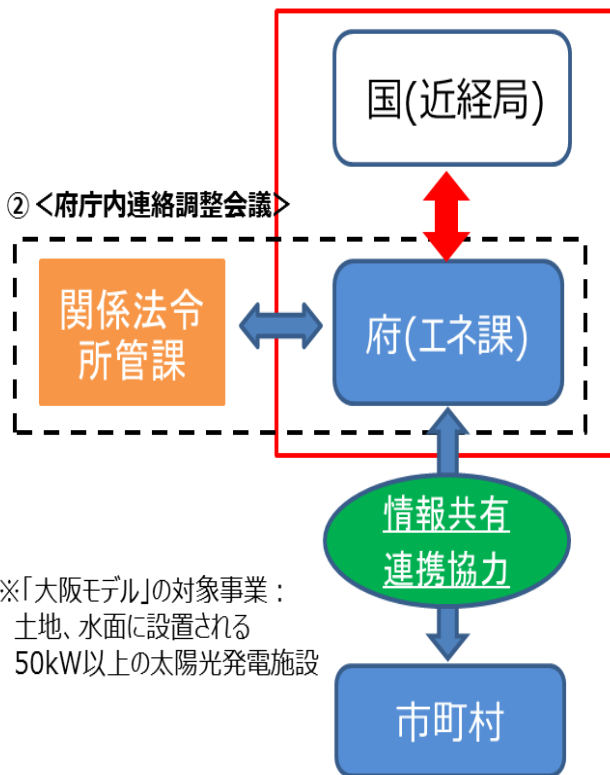 国(近経局)
②<府庁内連絡調整会議>
関係法令
所管課
府(エネ課)
情報共有
連携協力
※「大阪モデル」の対象事業：
土地、水面に設置される
50kW以上の太陽光発電施設
市町村